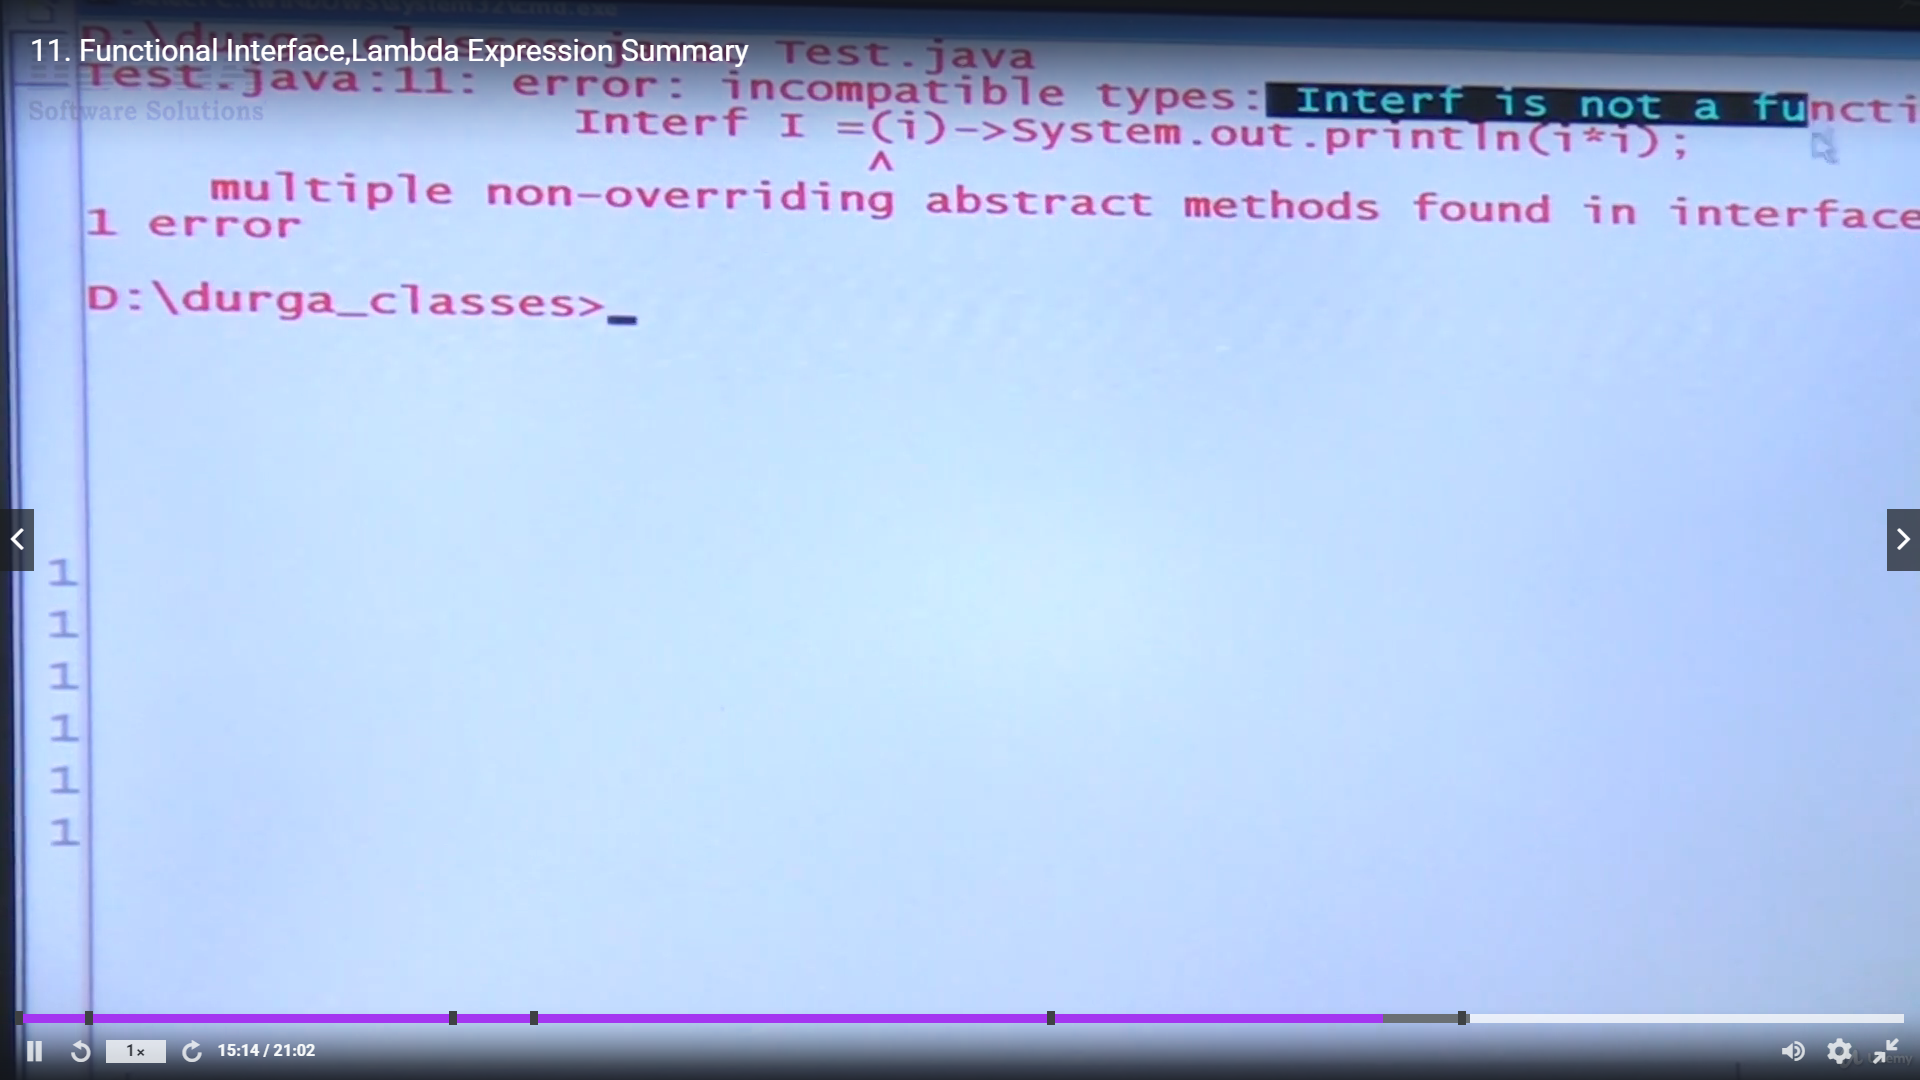 11. Functional Interface,Lambda Expression Summary
Test.java
Test.java:11: error: incompatible types: Interf is not a functi
Software Solutions
Interf I =(i)->System.out.println(i*i);
^
multiple non-overriding abstract methods found in interface
1 error
D:\durga_classes>_
1
1
1
1
1
1
1×
15:14 / 21:02